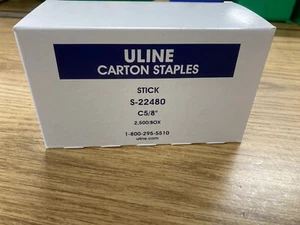 ULINE
CARTON STAPLES
STICK
S-22480
C5/8"
2,500/BOX
1-800-295-5510
uline.com